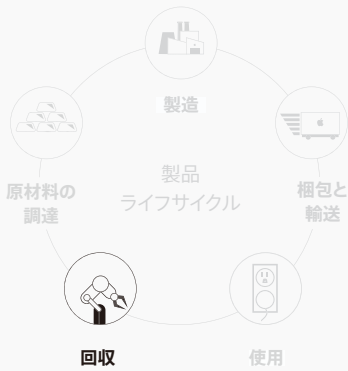 製造
原材料の
調達
製品
ライフサイクル
梱包と
輸送
回収
使用